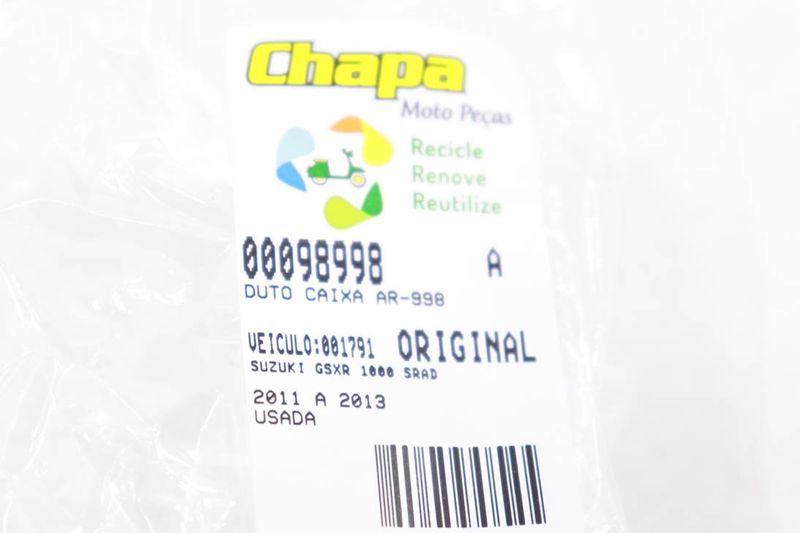 Chapa
Moto Peças
Recicle
Renove
Reutilize
00098998 A
DUTO CAIXA AR-998
VEICULO:001791 ORIGINAL
SUZUKI GSXR 1000 SRAD
2011 A 2013
USADA